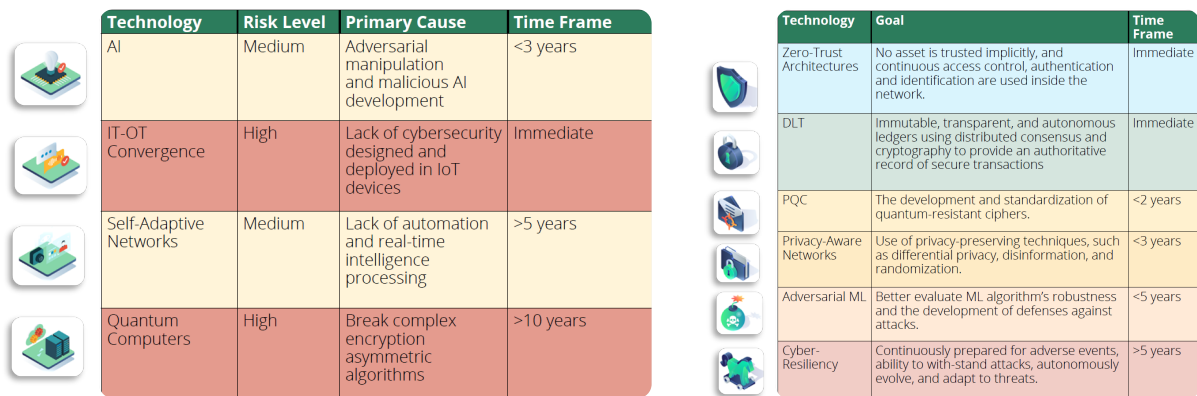 Technology Risk Level Primary Cause Time Frame
AI Medium Adversarial <3 years
manipulation
and malicious AI
development
IT-OT High Lack of cybersecurity Immediate
Convergence designed and
deployed in IoT
devices
Self-Adaptive Medium Lack of automation >5 years
Networks and real-time
intelligence
processing
Quantum High Break complex >10 years
Computers encryption
asymmetric
algorithms
Technology Goal Time
Frame
Zero-Trust No asset is trusted implicitly, and Immediate
Architectures continuous access control, authentication
and identification are used inside the
network.
DLT Immutable, transparent, and autonomous Immediate
ledgers using distributed consensus and
cryptography to provide an authoritative
record of secure transactions
PQC The development and standardization of <2 years
quantum-resistant ciphers.
Privacy-Aware Use of privacy-preserving techniques, such <3 years
Networks as differential privacy, disinformation, and
randomization.
Adversarial ML Better evaluate ML algorithm's robustness <5 years
and the development of defenses against
attacks.
Cyber- Continuously prepared for adverse events, >5 years
Resiliency ability to with-stand attacks, autonomously
evolve, and adapt to threats.